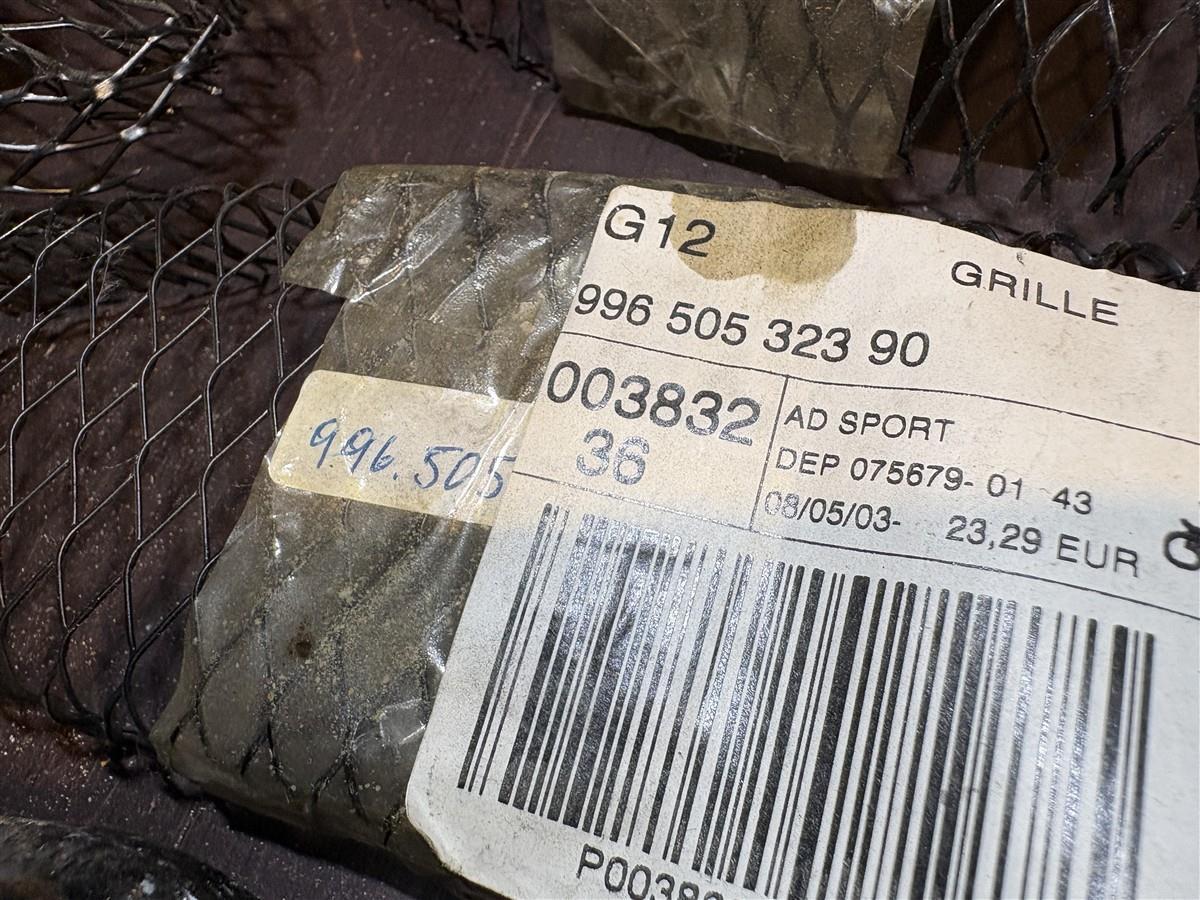 G12
GRILLE
996 505 323 90
003832
36
AD SPORT
DEP 075679- 01 43
08/05/03- 23,29 EUR
996.505